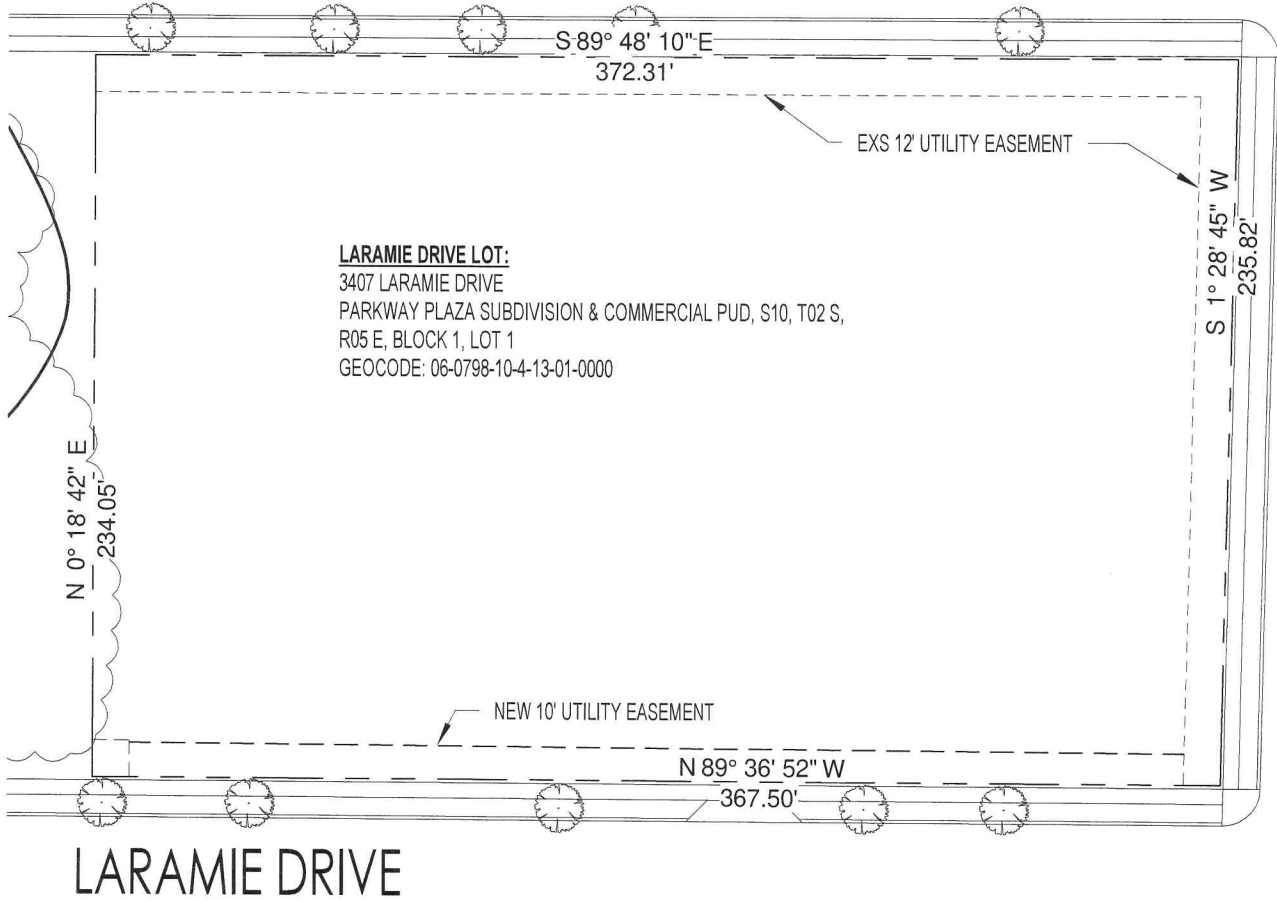 S 89° 48' 10" E
372.31'
EXS 12' UTILITY EASEMENT
S 1° 28' 45" W
235.82'
LARAMIE DRIVE LOT:
3407 LARAMIE DRIVE
PARKWAY PLAZA SUBDIVISION & COMMERCIAL PUD, S10, T02 S,
R05 E, BLOCK 1, LOT 1
GEOCODE: 06-0798-10-4-13-01-0000
N 0° 18' 42" E
234.05'
NEW 10' UTILITY EASEMENT
N 89° 36' 52" W
367.50'
LARAMIE DRIVE